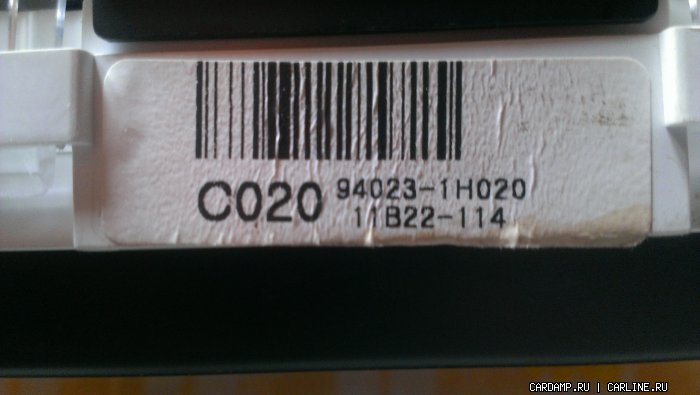 C020 94023-1H020
11B22-114
CARDAMP.RU | CARLINE.RU